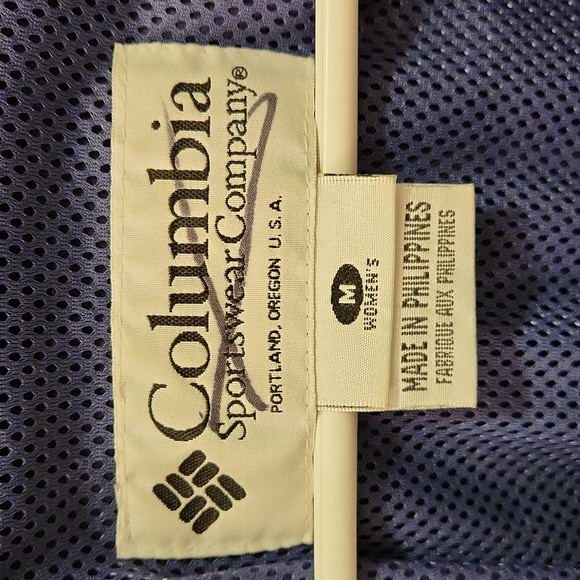 Columbia
Sportswear Company®
PORTLAND, OREGON U.S.A.
M
WOMEN'S
MADE IN PHILIPPINES
FABRIQUE AUX PHILIPPINES